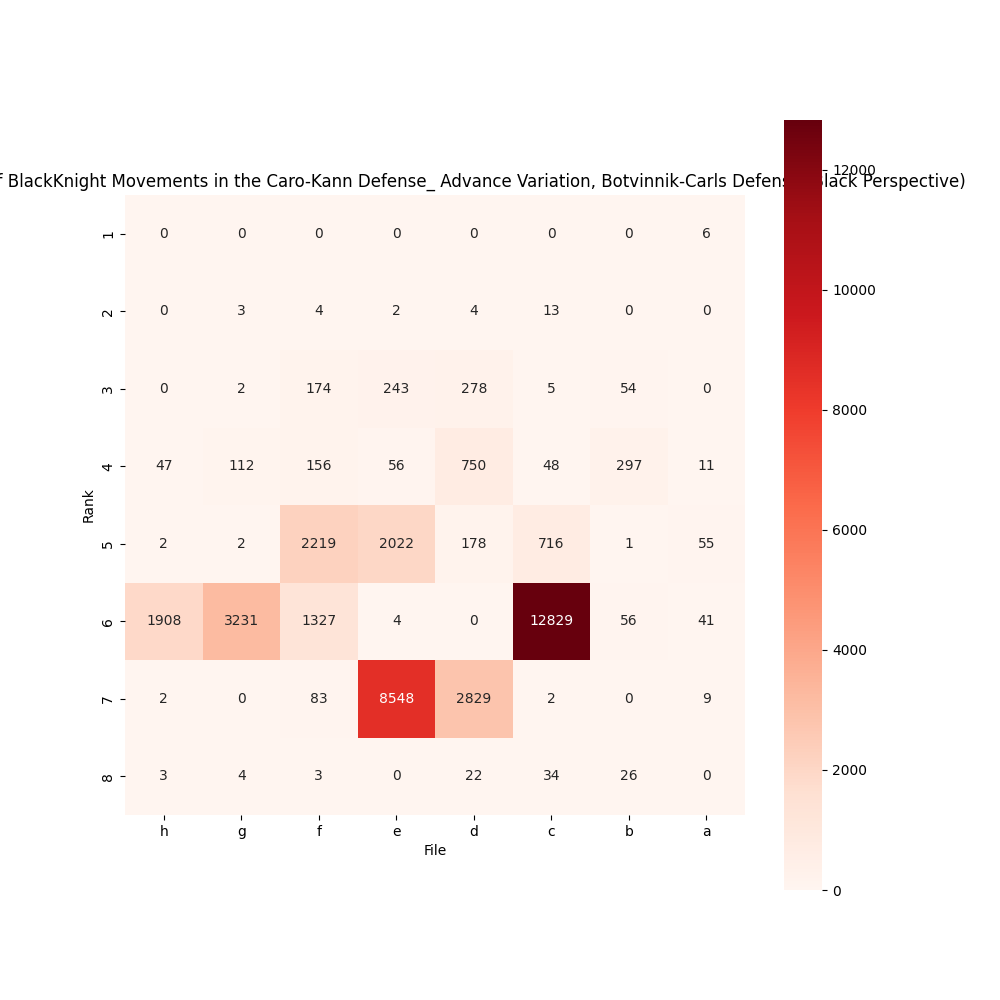 BlackKnight Movements in the Caro-Kann Defense_ Advance Variation, Botvinnik-Carls Perspective)
12000
1 0 0 0 0 0 0 0 6
10000
2 0 3 4 2 4 13 0 0
3 0 2 174 243 278 5 54 0
8000
4 47 112 156 56 750 48 297 11
Rank
6000
5 2 2 2219 2022 178 716 1 55
6 1908 3231 1327 4 0 12829 56 41
4000
7 2 0 83 8548 2829 2 0 9
2000
8 3 4 3 0 22 34 26 0
h g f e d c b a
File
0